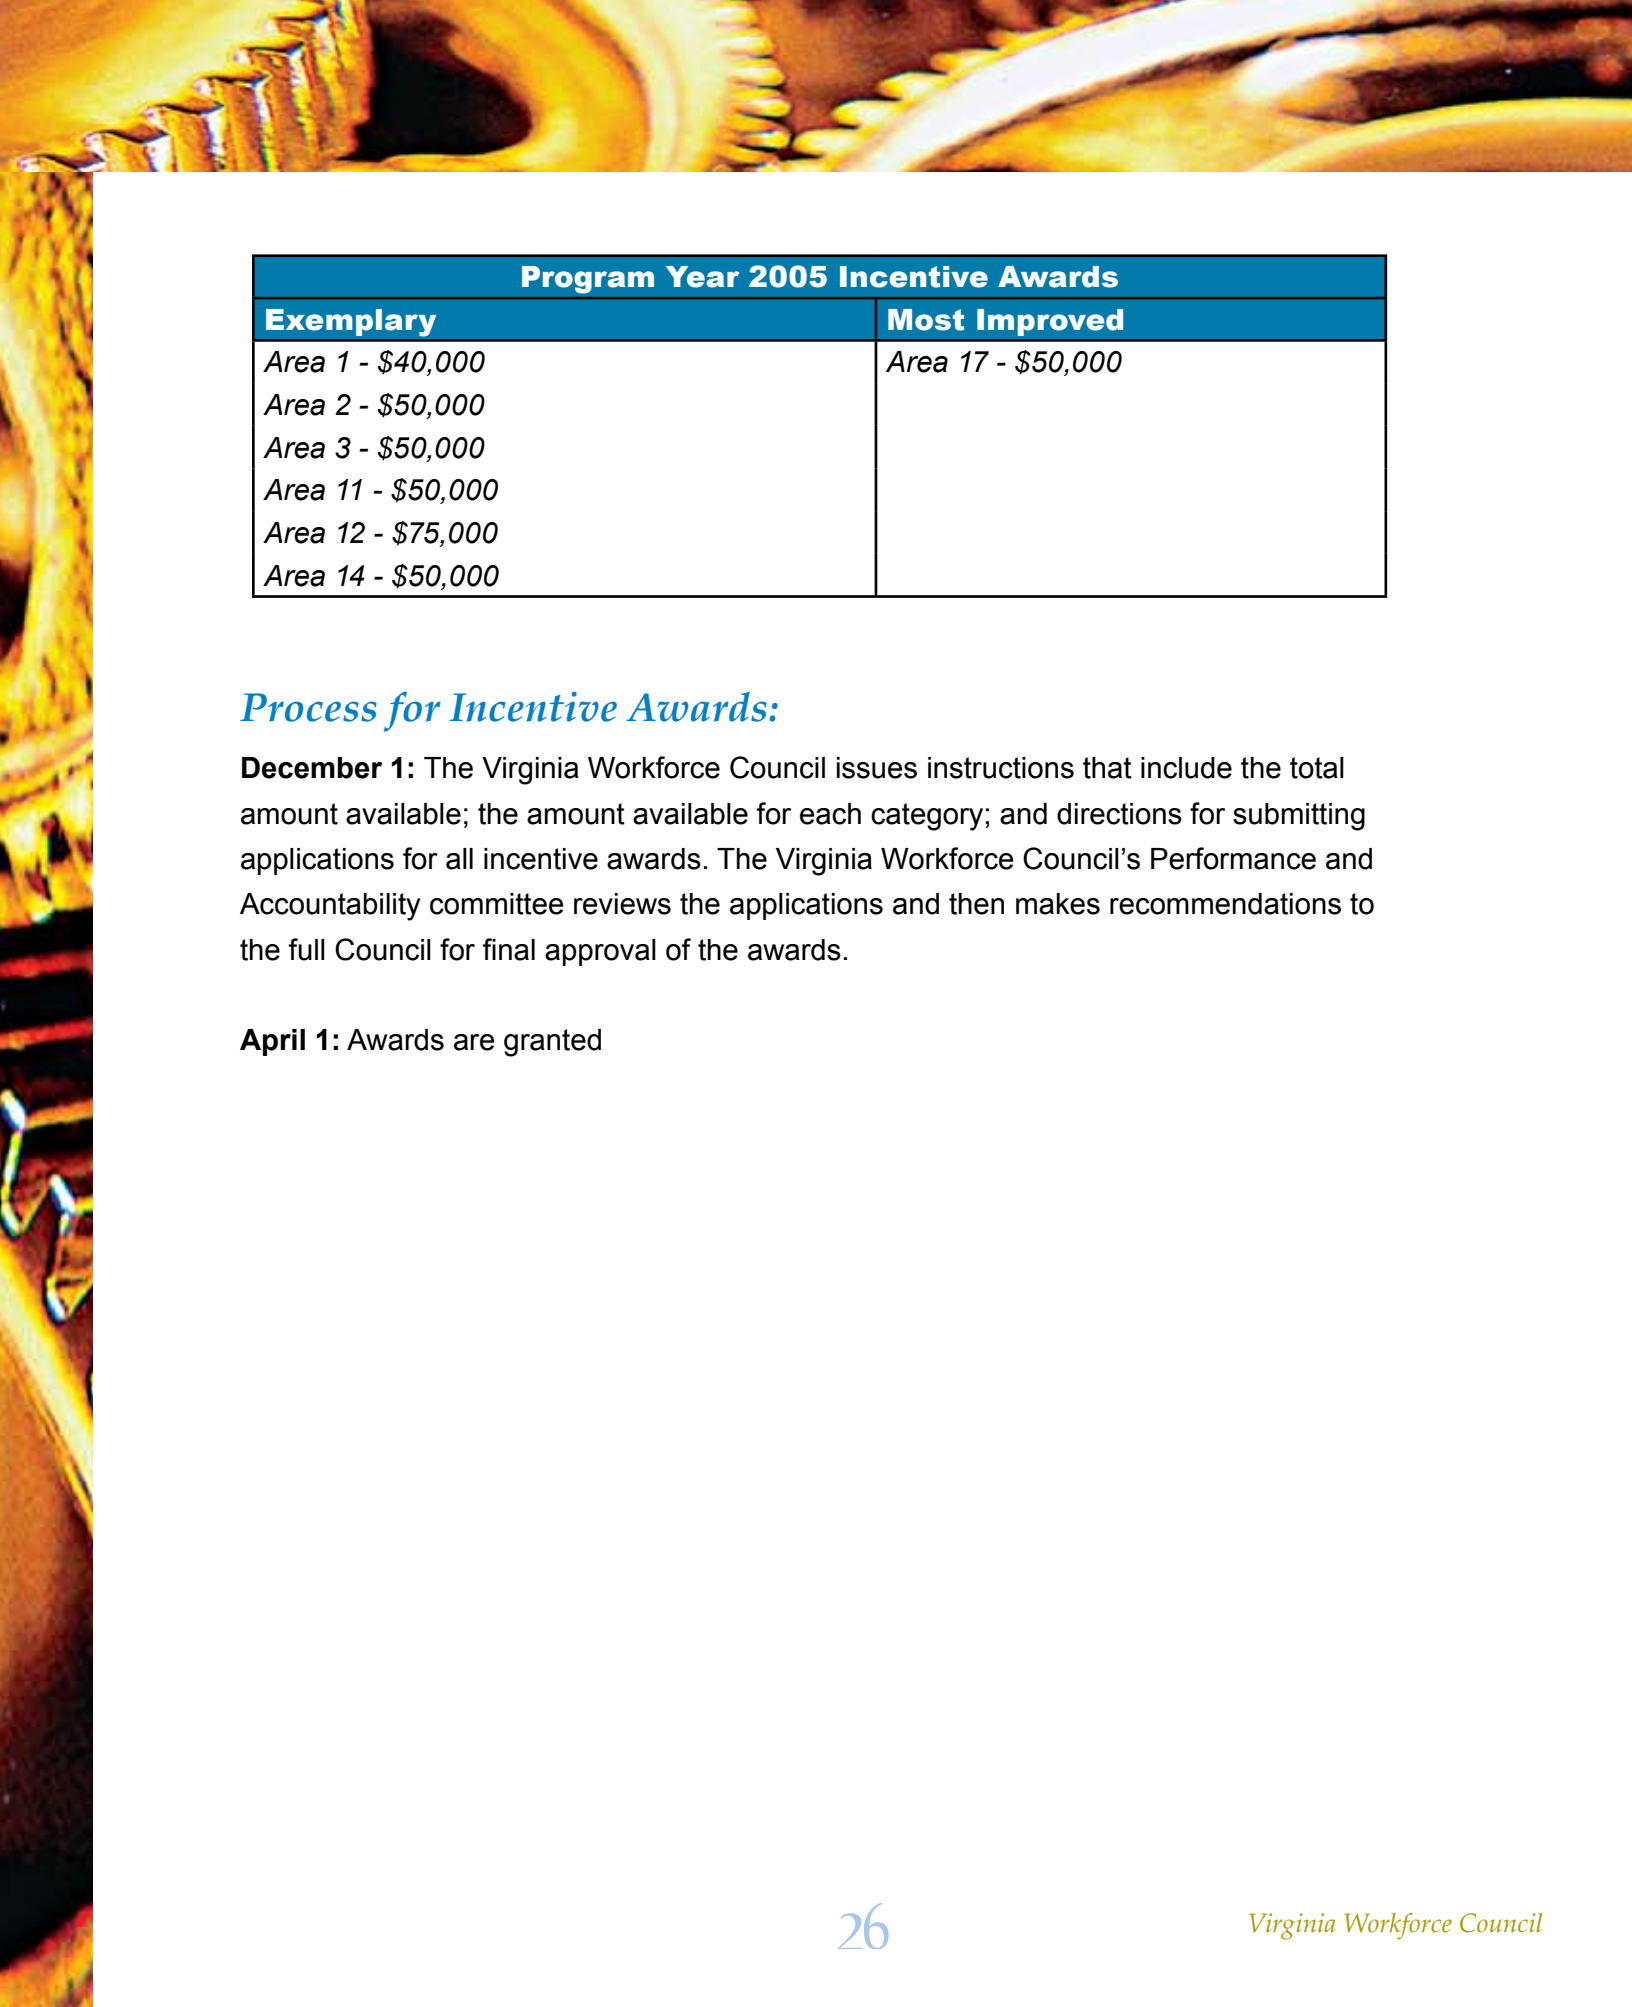 Program Year 2005 Incentive Awards
Exemplary
Most Improved
Area 1 - $40,000
Area 17 - $50,000
Area 2 - $50,000
Area 3 - $50,000
Area 11 - $50,000
Area 12 - $75,000
Area 14 - $50,000
Process for Incentive Awards:
December 1: The Virginia Workforce Council issues instructions that include the total
amount available; the amount available for each category; and directions for submitting
applications for all incentive awards. The Virginia Workforce Council’s Performance and
Accountability committee reviews the applications and then makes recommendations to
the full Council for final approval of the awards.
April 1: Awards are granted
26
Virginia Workforce Council